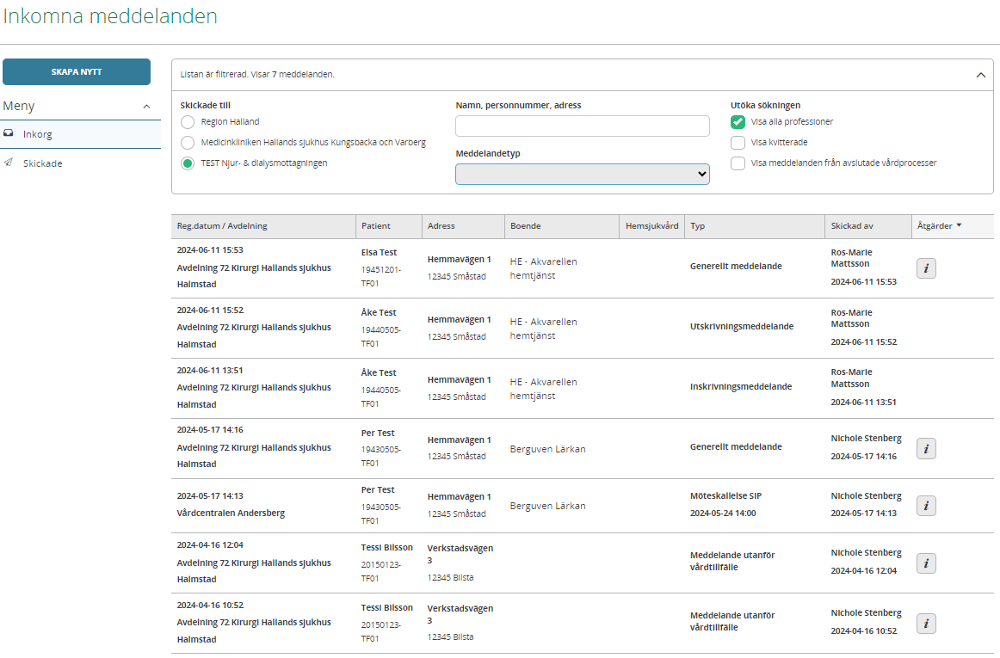 Inkomna meddelanden
SKAPA NYTT
Meny
Inkorg
Skickade
Listan är filtrerad. Visar 7 meddelanden.
Skickade till
Region Halland
Medicinkliniken Hallands sjukhus Kungsbacka och Varberg
TEST Njur- & dialysmottagningen
Namn, personnummer, adress
Meddelandetyp
Utöka sökningen
Visa alla professioner
Visa kvitterade
Visa meddelanden från avslutade vårdprocesser
Reg.datum / Avdelning Patient Adress Boende Hemsjukvård Typ Skickad av Åtgärder
2024-06-11 15:53
Avdelning 72 Kirurgi Hallands sjukhus
Halmstad
Elsa Test
19451201-
TF01
Hemmavägen 1
12345 Småstad
HE - Akvarellen
hemtjänst
Generellt meddelande
Ros-Marie
Mattsson
2024-06-11 15:53
i
2024-06-11 15:52
Avdelning 72 Kirurgi Hallands sjukhus
Halmstad
Åke Test
19440505-
TF01
Hemmavägen 1
12345 Småstad
HE - Akvarellen
hemtjänst
Utskrivningsmeddelande
Ros-Marie
Mattsson
2024-06-11 15:52
2024-06-11 13:51
Avdelning 72 Kirurgi Hallands sjukhus
Halmstad
Åke Test
19440505-
TF01
Hemmavägen 1
12345 Småstad
HE - Akvarellen
hemtjänst
Inskrivningsmeddelande
Ros-Marie
Mattsson
2024-06-11 13:51
2024-05-17 14:16
Avdelning 72 Kirurgi Hallands sjukhus
Halmstad
Per Test
19430505-
TF01
Hemmavägen 1
12345 Småstad
Berguven Lärkan
Generellt meddelande
Nichole Stenberg
2024-05-17 14:16
i
2024-05-17 14:13
Vårdcentralen Andersberg
Per Test
19430505-
TF01
Hemmavägen 1
12345 Småstad
Berguven Lärkan
Möteskallelse SIP
2024-05-24 14:00
Nichole Stenberg
2024-05-17 14:13
i
2024-04-16 12:04
Avdelning 72 Kirurgi Hallands sjukhus
Halmstad
Tessi Bilsson
20150123-
TF01
Verkstadsvägen
3
12345 Bilsta
Meddelande utanför
vårdtillfälle
Nichole Stenberg
2024-04-16 12:04
i
2024-04-16 10:52
Avdelning 72 Kirurgi Hallands sjukhus
Halmstad
Tessi Bilsson
20150123-
TF01
Verkstadsvägen
3
12345 Bilsta
Meddelande utanför
vårdtillfälle
Nichole Stenberg
2024-04-16 10:52
i